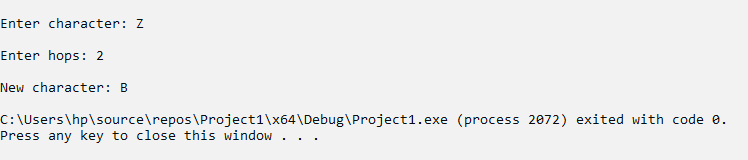 Enter character: Z
Enter hops: 2
New character: B
C:\Users\hp\source\repos\Project1\x64\Debug\Project1.exe (process 2072) exited with code 0.
Press any key to close this window . . .